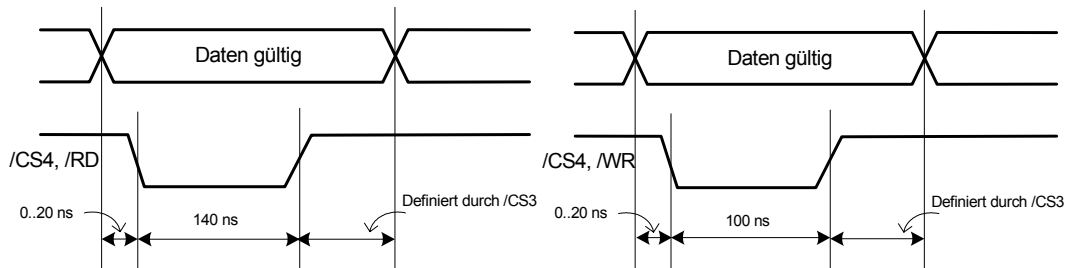 Daten gültig
/CS4, /RD
0..20 ns
140 ns
Definiert durch /CS3
Daten gültig
/CS4, /WR
0..20 ns
100 ns
Definiert durch /CS3